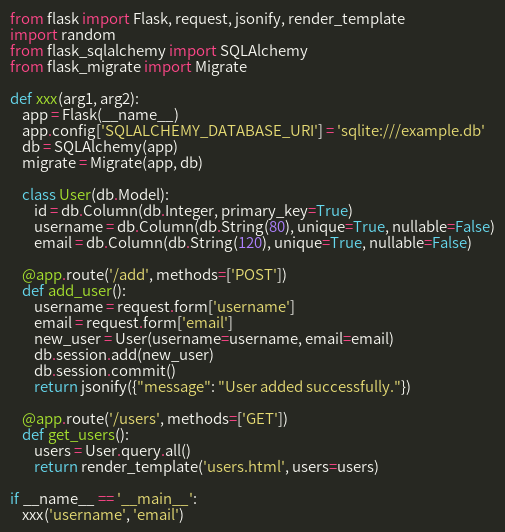 from flask import Flask, request, jsonify, render_template
import random
from flask_sqlalchemy import SQLAlchemy
from flask_migrate import Migrate

def xxx(arg1, arg2):
    app = Flask(__name__)
    app.config['SQLALCHEMY_DATABASE_URI'] = 'sqlite:///example.db'
    db = SQLAlchemy(app)
    migrate = Migrate(app, db)

    class User(db.Model):
        id = db.Column(db.Integer, primary_key=True)
        username = db.Column(db.String(80), unique=True, nullable=False)
        email = db.Column(db.String(120), unique=True, nullable=False)

    @app.route('/add', methods=['POST'])
    def add_user():
        username = request.form['username']
        email = request.form['email']
        new_user = User(username=username, email=email)
        db.session.add(new_user)
        db.session.commit()
        return jsonify({"message": "User added successfully."})

    @app.route('/users', methods=['GET'])
    def get_users():
        users = User.query.all()
        return render_template('users.html', users=users)

if __name__ == '__main__':
    xxx('username', 'email')